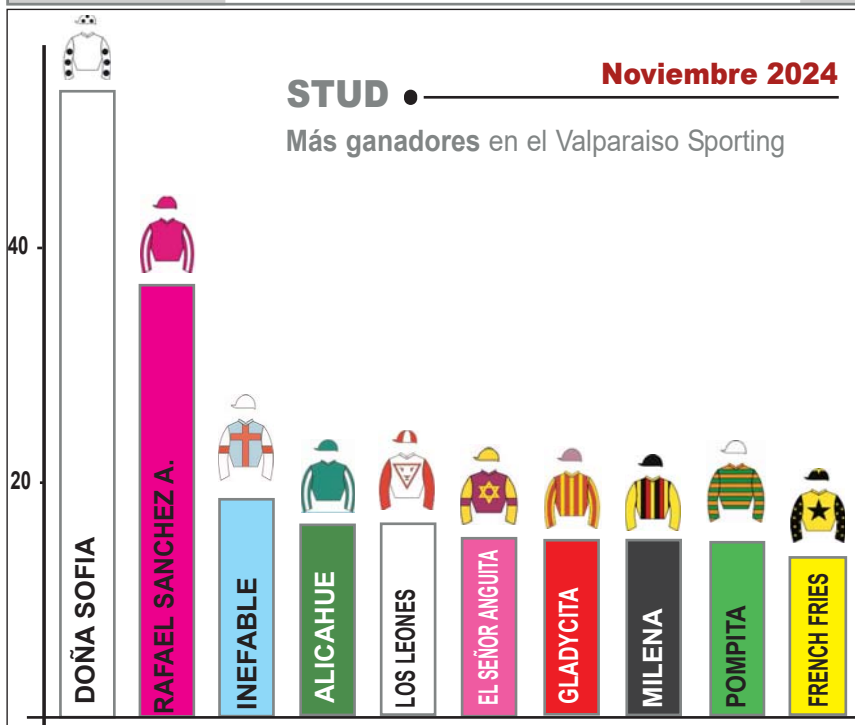 Noviembre 2024
STUD
Más ganadores en el Valparaiso Sporting
40
20
DOÑA SOFIA
RAFAEL SANCHEZ A.
INEFABLE
ALICAHUE
LOS LEONES
EL SEÑOR ANGUITA
GLADYCITA
MILENA
POMPITA
FRENCH FRIES